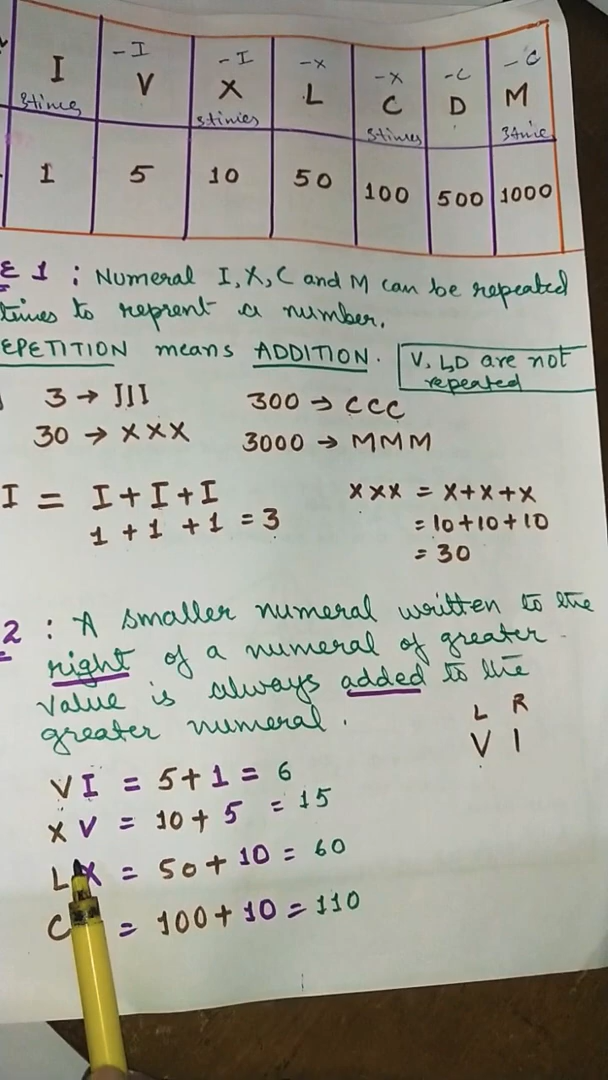 - I - I - X - X - C - C
I V X L C D M
3times 3times 3times 3time
1 5 10 50 100 500 1000
E 1 : Numeral I, X, C and M can be repeated
times to reprent a number.
EPETITION means ADDITION. V, L, D are not
repeated
3 → III 300 → CCC
30 → XXX 3000 → MMM
I = I + I + I XXX = X+X+X
1 + 1 + 1 = 3 = 10+10+10
= 30
2 : A smaller numeral written to the
right of a numeral of greater
value is always added to the
greater numeral.
L R
V I
VI = 5+1 = 6
XV = 10+ 5 = 15
LX = 50+ 10 = 60
C = 100+ 10 = 110